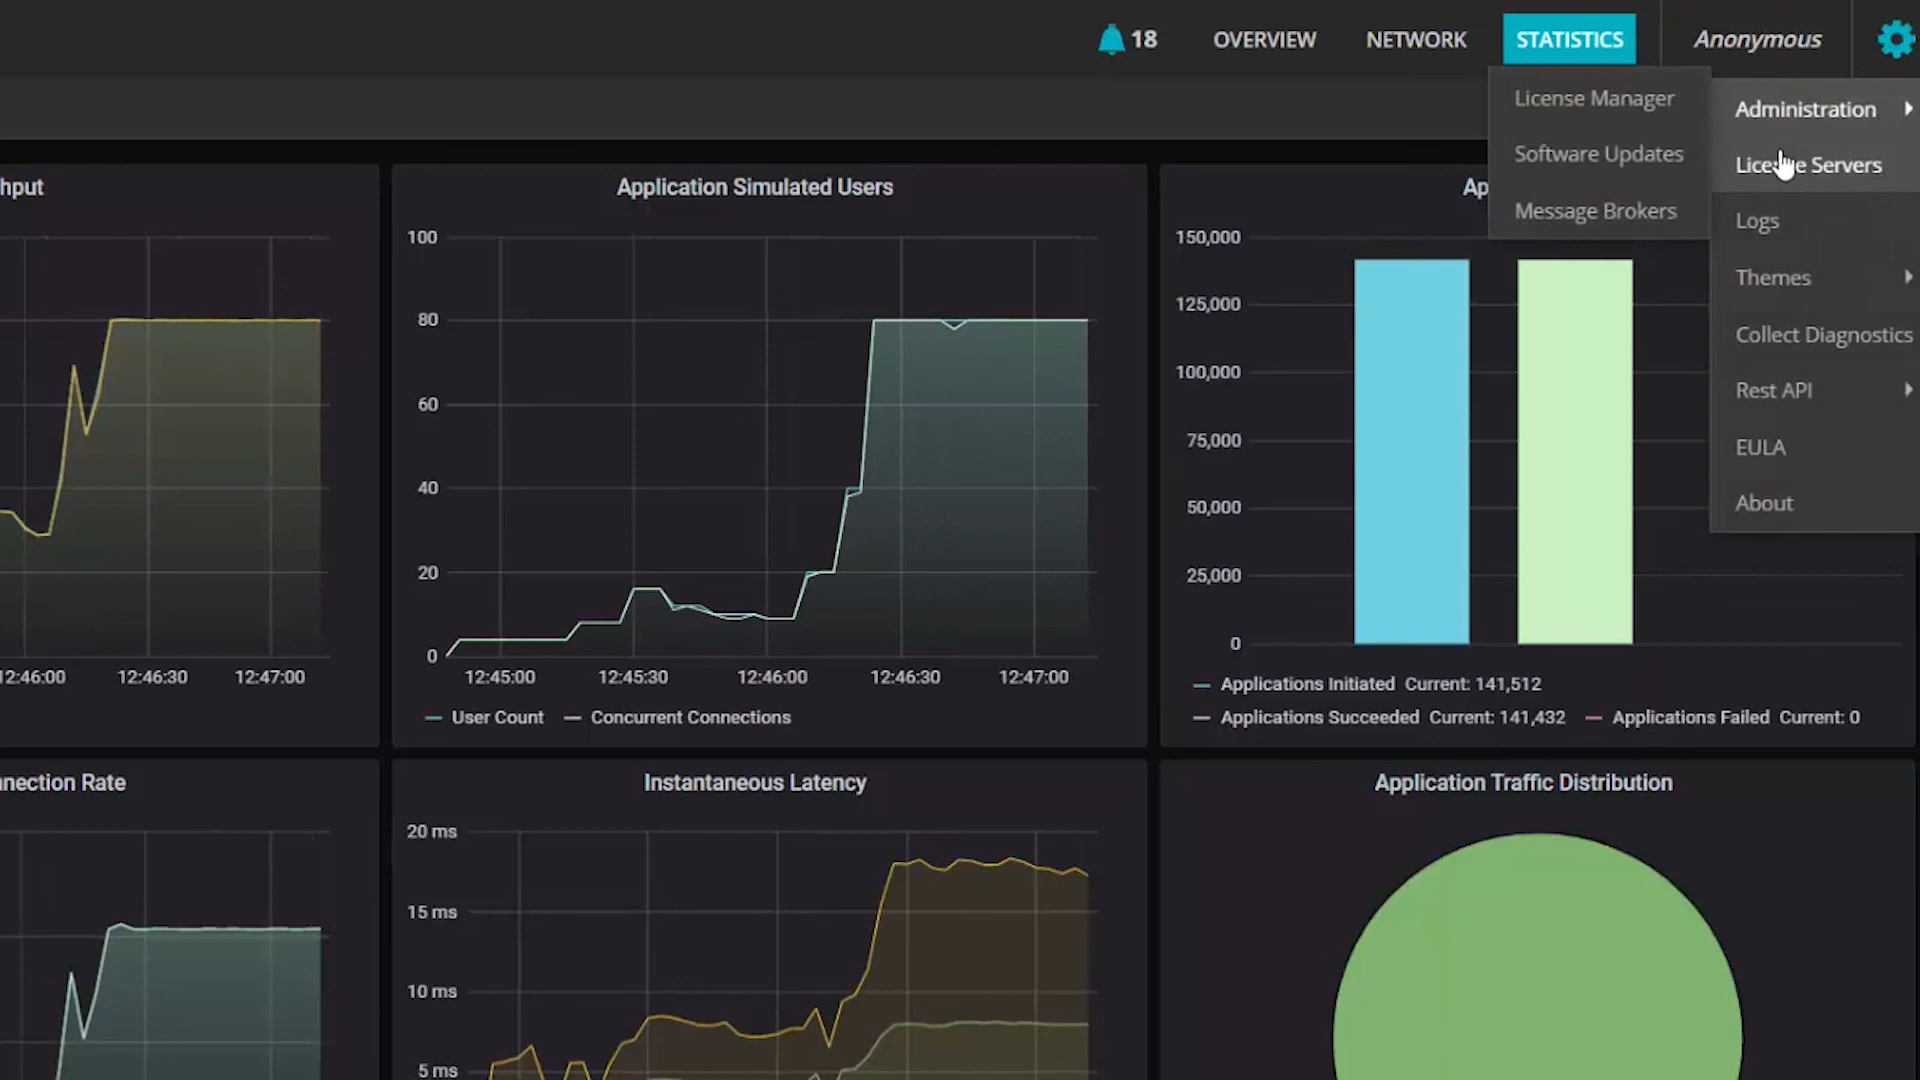 18 OVERVIEW NETWORK STATISTICS Anonymous
License Manager
Software Updates
Message Brokers
Administration
License Servers
Logs
Themes
Collect Diagnostics
Rest API
EULA
About
hput
12:46:00 12:46:30 12:47:00
Application Simulated Users
100
80
60
40
20
0
12:45:00 12:45:30 12:46:00 12:46:30 12:47:00
User Count Concurrent Connections
Ap
150,000
125,000
100,000
75,000
50,000
25,000
0
Applications Initiated Current: 141,512
Applications Succeeded Current: 141,432 Applications Failed Current: 0
nnection Rate
Instantaneous Latency
20 ms
15 ms
10 ms
5 ms
Application Traffic Distribution